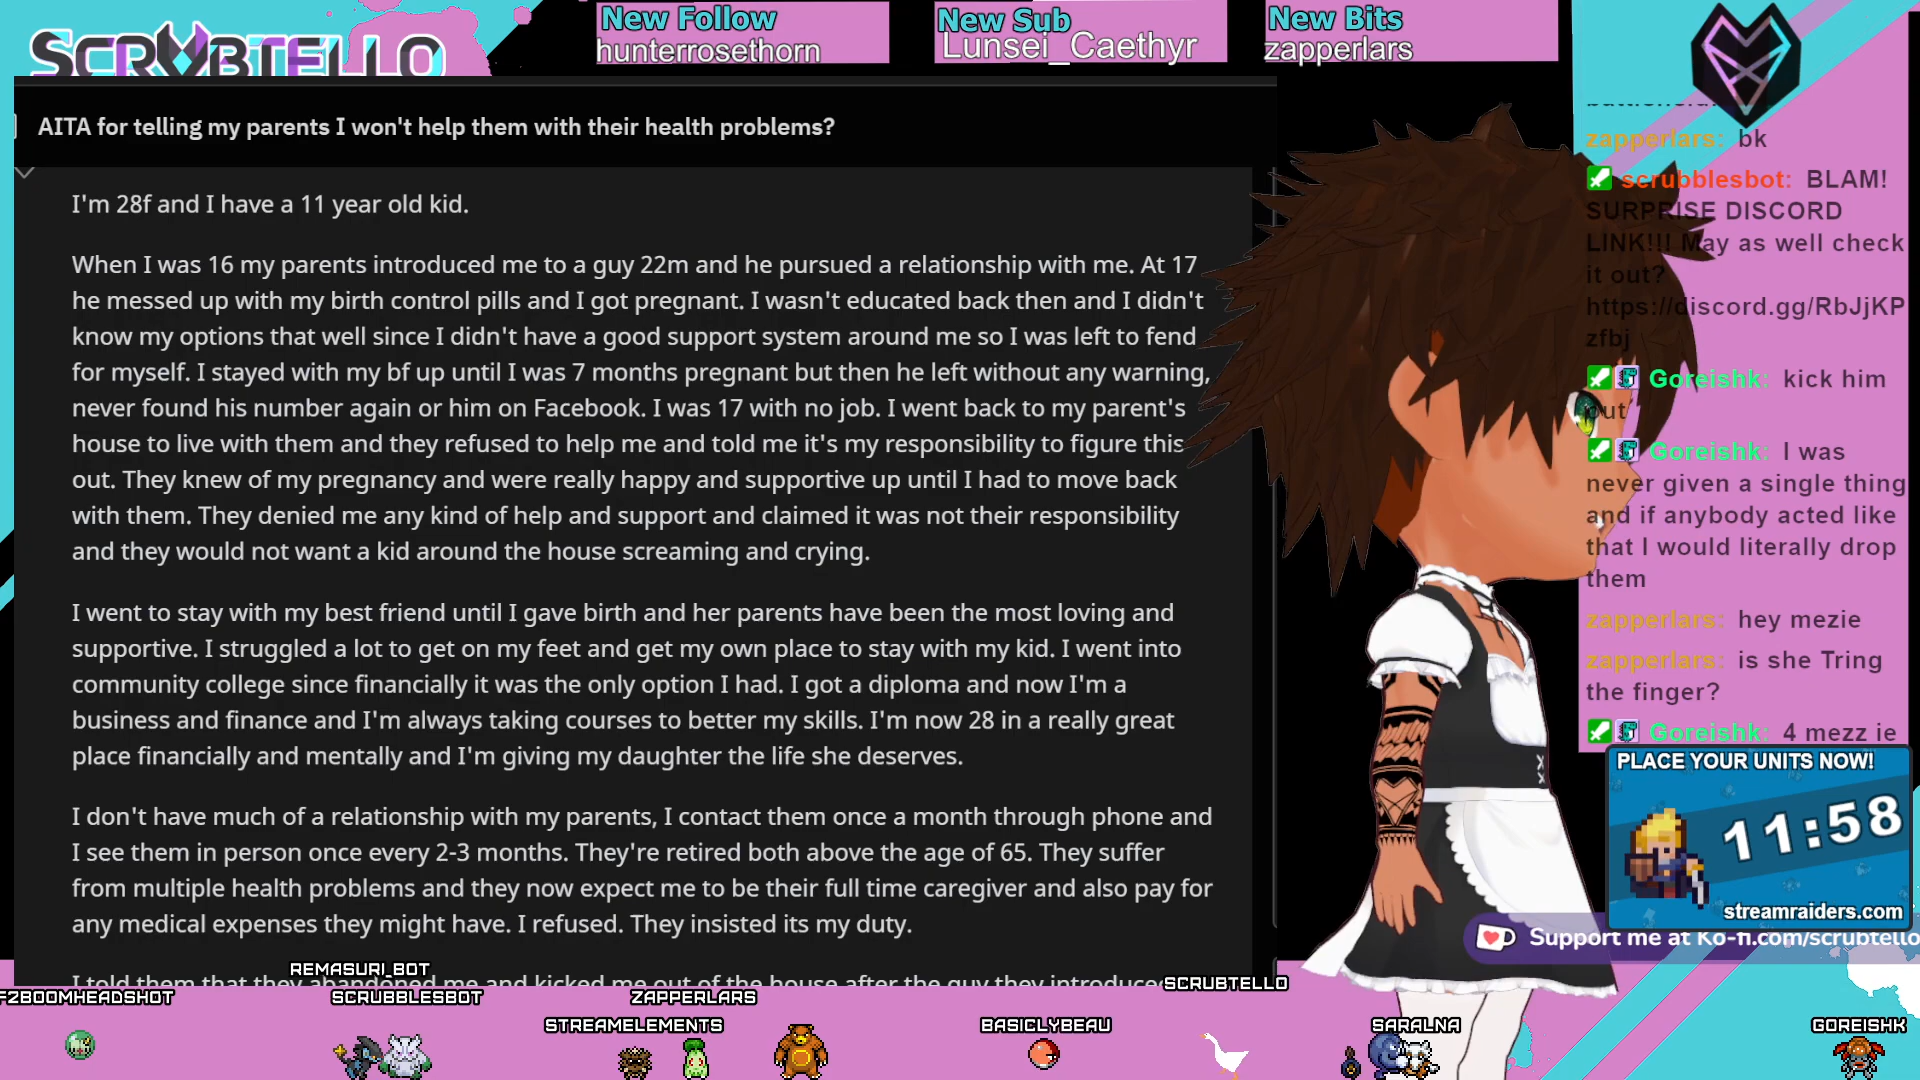 SCRUBTELLO
New Follow
hunterrosethorn
New Sub
Lunsei_Caethyr
New Bits
zapperlars
AITA for telling my parents I won't help them with their health problems?
I'm 28f and I have a 11 year old kid.
When I was 16 my parents introduced me to a guy 22m and he pursued a relationship with me. At 17
he messed up with my birth control pills and I got pregnant. I wasn't educated back then and I didn't
know my options that well since I didn't have a good support system around me so I was left to fend
for myself. I stayed with my bf up until I was 7 months pregnant but then he left without any warning,
never found his number again or him on Facebook. I was 17 with no job. I went back to my parent's
house to live with them and they refused to help me and told me it's my responsibility to figure this
out. They knew of my pregnancy and were really happy and supportive up until I had to move back
with them. They denied me any kind of help and support and claimed it was not their responsibility
and they would not want a kid around the house screaming and crying.
I went to stay with my best friend until I gave birth and her parents have been the most loving and
supportive. I struggled a lot to get on my feet and get my own place to stay with my kid. I went into
community college since financially it was the only option I had. I got a diploma and now I'm a
business and finance and I'm always taking courses to better my skills. I'm now 28 in a really great
place financially and mentally and I'm giving my daughter the life she deserves.
I don't have much of a relationship with my parents, I contact them once a month through phone and
I see them in person once every 2-3 months. They're retired both above the age of 65. They suffer
from multiple health problems and they now expect me to be their full time caregiver and also pay for
any medical expenses they might have. I refused. They insisted its my duty.
I told them that they abandoned me and kicked me out of the house after the guy they introduced
zapperlars: bk
scrubblesbot: BLAM!
SURPRISE DISCORD
LINK!!! May as well check
it out?
https://discord.gg/RbJjKP
zfbj
Goreishk: kick him
out
Goreishk: I was
never given a single thing
and if anybody acted like
that I would literally drop
them
zapperlars: hey mezie
zapperlars: is she Tring
the finger?
Goreishk: 4 mezz ie
PLACE YOUR UNITS NOW!
11:58
streamraiders.com
Support me at Ko-fi.com/scrubtello
REMASURI_BOT
F2BOOMHEADSHOT
SCRUBBLESBOT
ZAPPERLARS
SCRUBTELLO
STREAMELEMENTS
BASICLYBEAU
SARALNA
GOREISHK